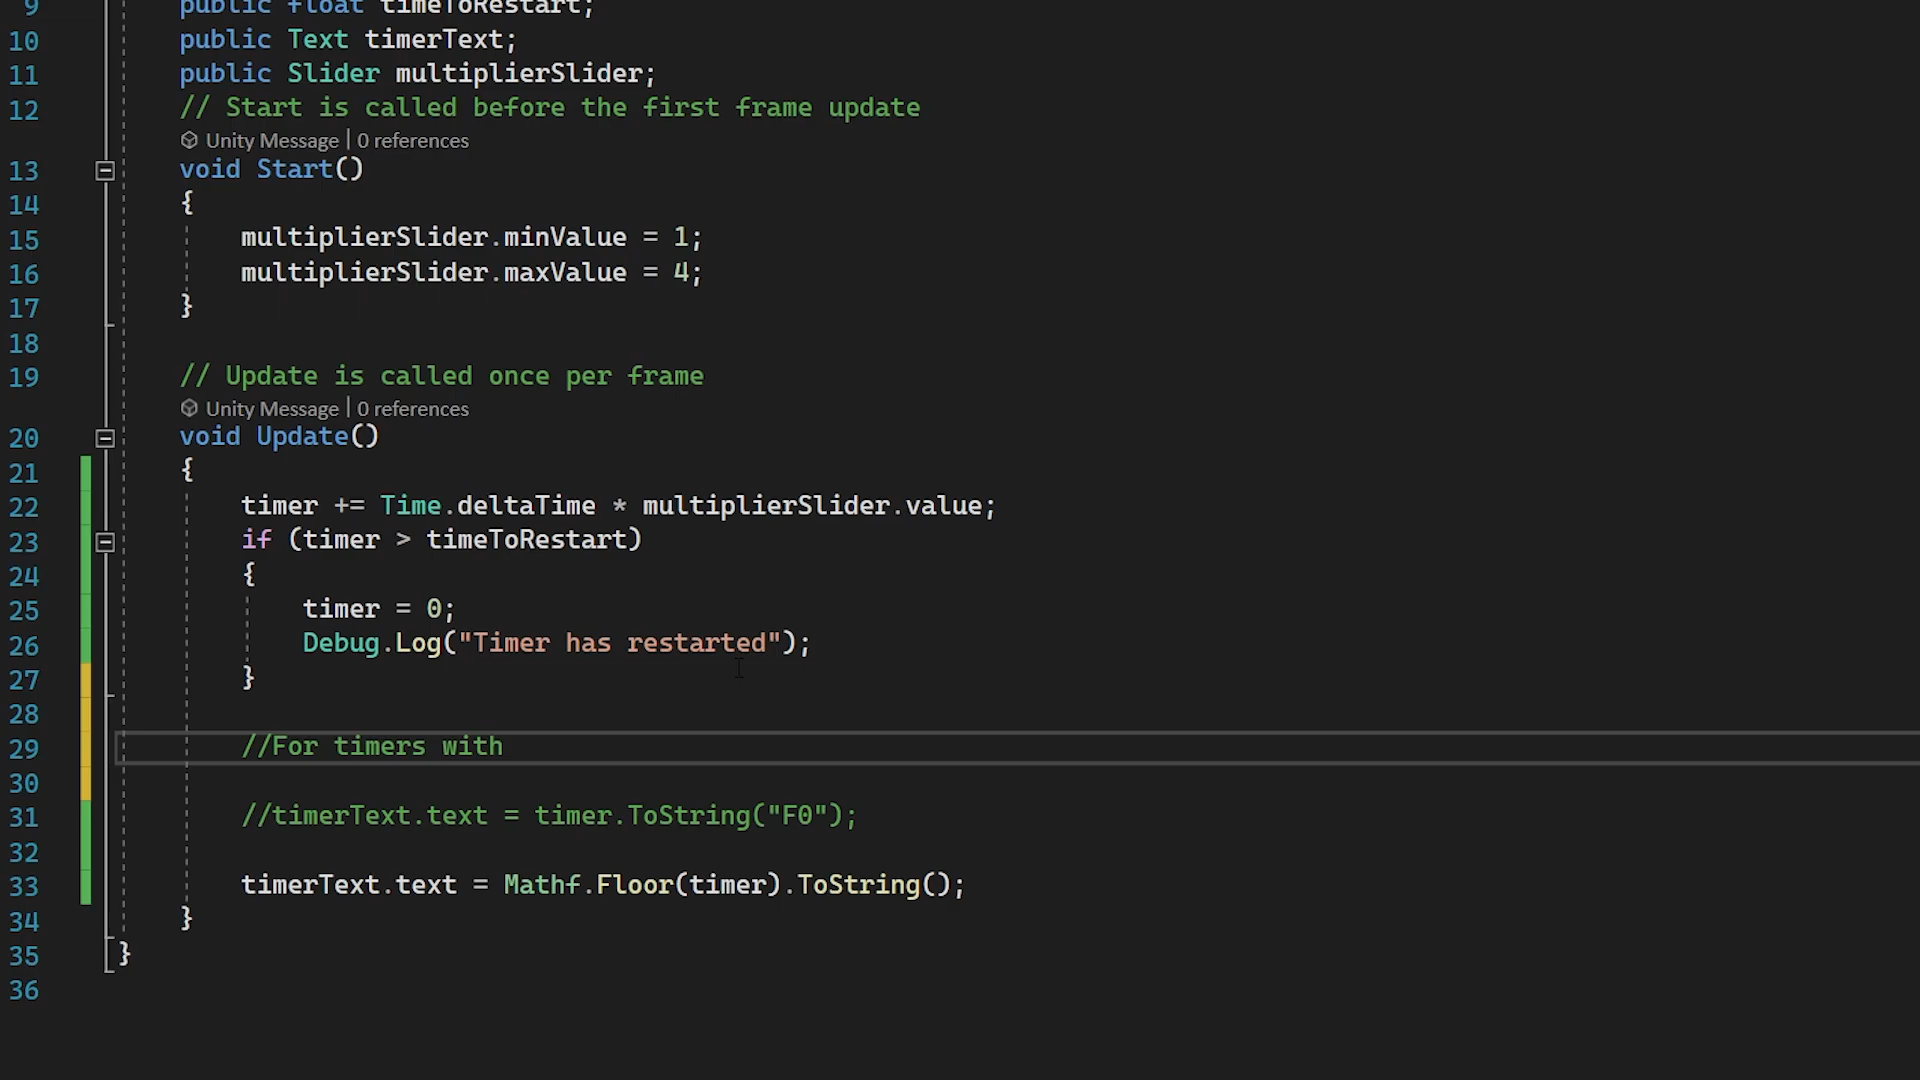 9 public float timeToRestart;
10 public Text timerText;
11 public Slider multiplierSlider;
12 // Start is called before the first frame update
Unity Message | 0 references
13 void Start()
14 {
15 multiplierSlider.minValue = 1;
16 multiplierSlider.maxValue = 4;
17 }
18
19 // Update is called once per frame
Unity Message | 0 references
20 void Update()
21 {
22 timer += Time.deltaTime * multiplierSlider.value;
23 if (timer > timeToRestart)
24 {
25 timer = 0;
26 Debug.Log("Timer has restarted");
27 }
28
29 //For timers with
30
31 //timerText.text = timer.ToString("F0");
32
33 timerText.text = Mathf.Floor(timer).ToString();
34 }
35 }
36